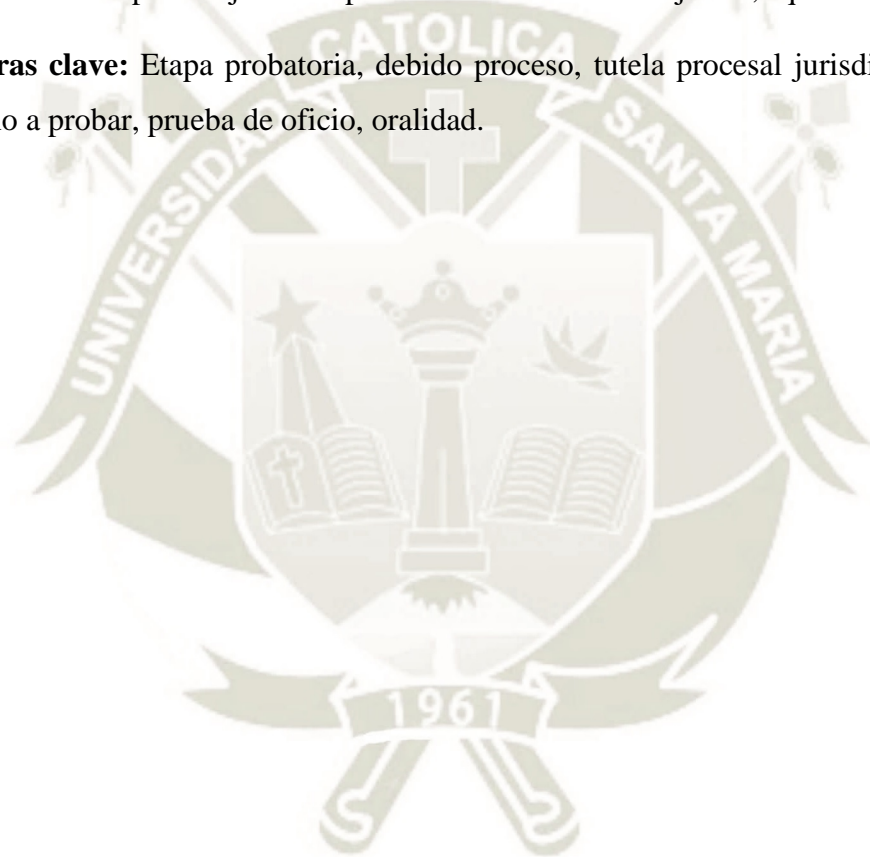 ras clave: Etapa probatoria, debido proceso, tutela procesal jurisdi
o a probar, prueba de oficio, oralidad.
UNIVERSIDAD CATOLICA SANTA MARIA
1961